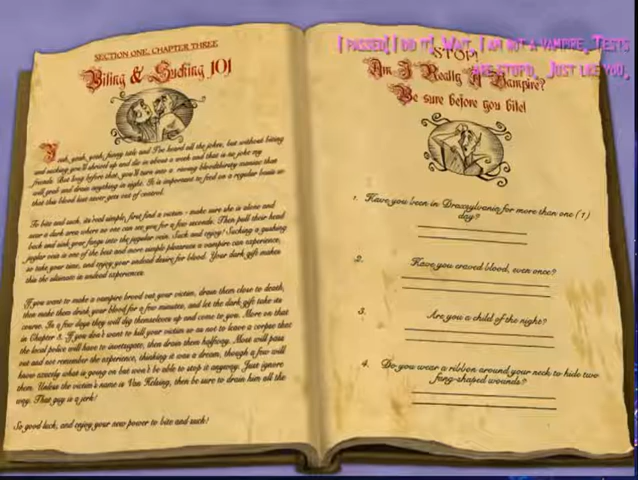 SECTION ONE, CHAPTER THREE
Biting & Sucking 101
Yeah, yeah, yeah, funny title and I've heard all the jokes, but without biting
and sucking you'll shrivel up and die in about a week and that is no joke my
friends. But long before that, you'll turn into a raving bloodthirsty maniac that
will grab and drain anything in sight. It is important to feed on a regular basis so
that this blood lust never gets out of control.
To bite and suck, its real simple, first find a victim - make sure she is alone and
near a dark area where no one can see you for a few seconds. Then pull their head
back and sink your fangs into the jugular vein. Suck and enjoy! Sucking a gushing
jugular vein is one of the best and more simple pleasures a vampire can experience,
so take your time, and enjoy your undead desire for blood. Your dark gift makes
this the ultimate in undead experiences.
If you want to make a vampire brood out your victim, drain them close to death,
then make them drink your blood for a few minutes, and let the dark gift take its
course. In a few days they will dig themselves up and come to you. More on that
in Chapter 8. If you don't want to kill your victim so as not to leave a corpse that
the local police will have to investigate, then drain them halfway. Most will pass
out and not remember the experience, thinking it was a dream, though a few will
know exactly what is going on but won't be able to stop it anyway. Just ignore
them. Unless the victim's name is Van Helsing, then be sure to drain him all the
way. That guy is a jerk!
So good luck, and enjoy your new power to bite and suck!
I passed! I did it! Wait, I am not a vampire. Tests
are stupid. Just like you.
STOP!
Am I Really A Vampire?
Be sure before you bite!
1. Have you been in Draxsylvania for more than one (1)
day?
2. Have you craved blood, even once?
3. Are you a child of the night?
4. Do you wear a ribbon around your neck to hide two
fang-shaped wounds?